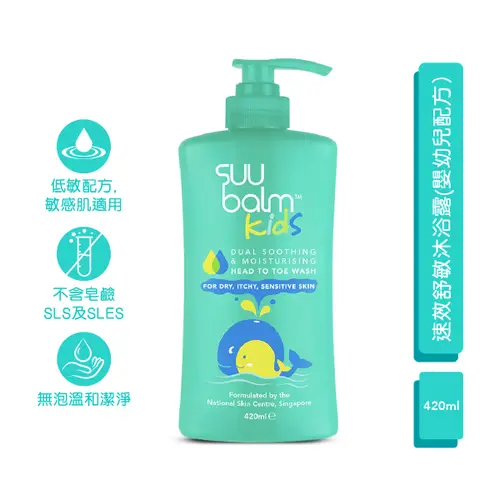 低敏配方,
敏感肌適用
不含皂鹼
SLS及SLES
無泡溫和潔淨
suu
balm™
kids
DUAL SOOTHING
& MOISTURISING
HEAD TO TOE WASH
FOR DRY, ITCHY, SENSITIVE SKIN
Formulated by the
National Skin Centre, Singapore
420ml ℮
速效舒敏沐浴露(嬰幼兒配方)
420ml